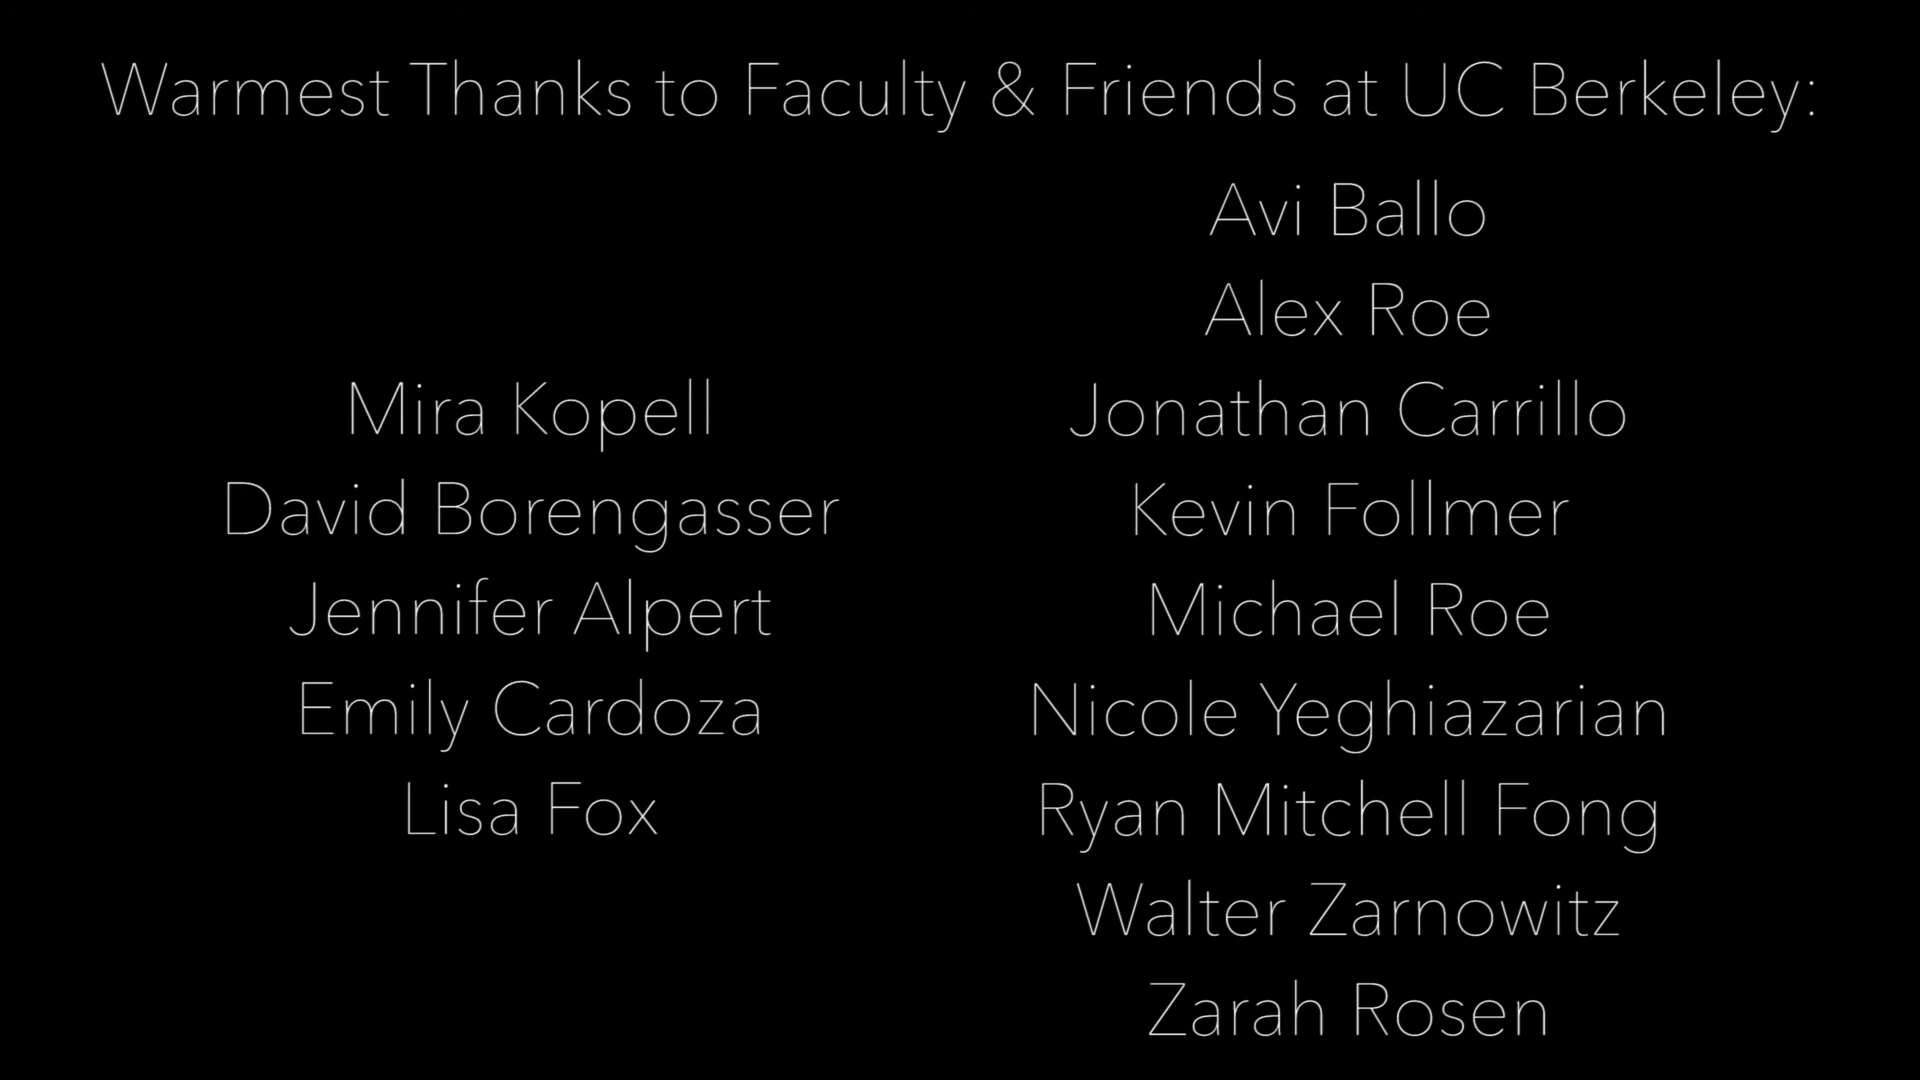 Warmest Thanks to Faculty & Friends at UC Berkeley:
Mira Kopell
David Borengasser
Jennifer Alpert
Emily Cardoza
Lisa Fox
Avi Ballo
Alex Roe
Jonathan Carrillo
Kevin Follmer
Michael Roe
Nicole Yeghiazarian
Ryan Mitchell Fong
Walter Zarnowitz
Zarah Rosen